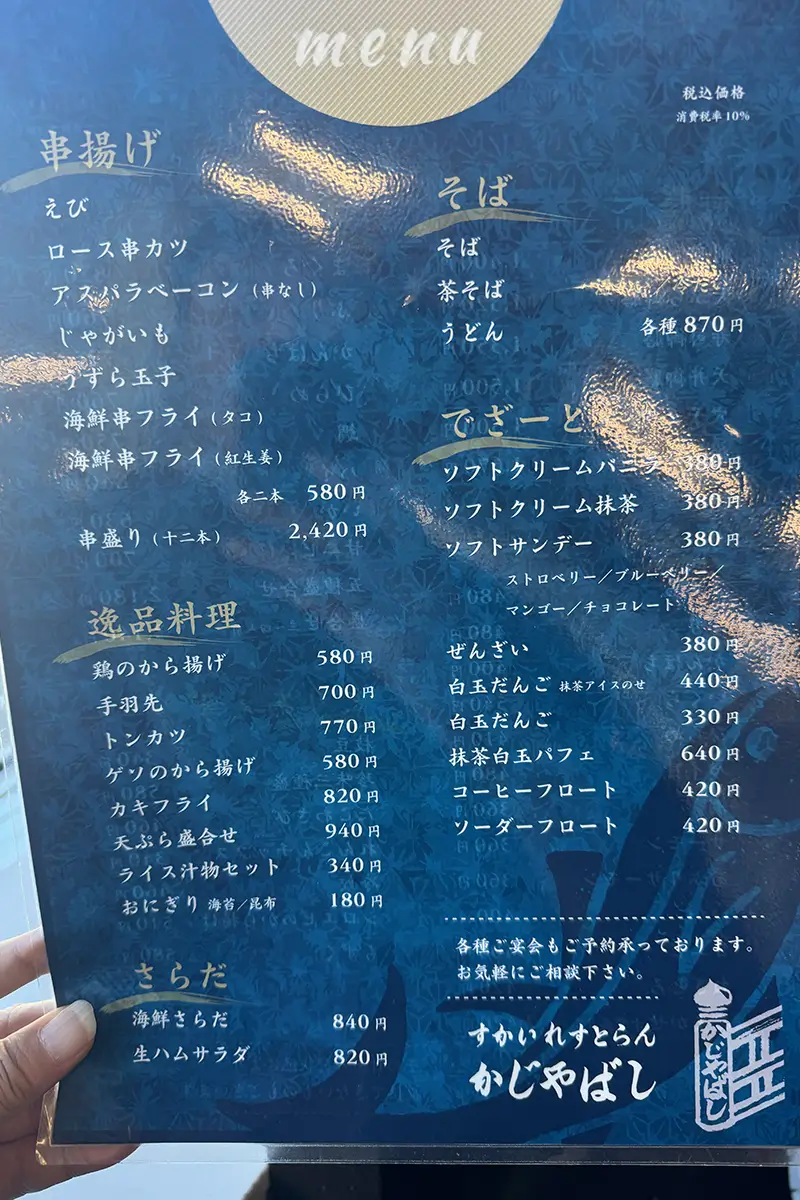 menu
税込価格
消費税率10%
串揚げ
えび
ロース串カツ
アスパラベーコン（串なし）
じゃがいも
うずら玉子
海鮮串フライ（タコ）
海鮮串フライ（紅生姜）
各二本 580円
串盛り（十二本） 2,420円
逸品料理
鶏のから揚げ 580円
手羽先 700円
トンカツ 770円
ゲソのから揚げ 580円
カキフライ 820円
天ぷら盛合せ 940円
ライス汁物セット 340円
おにぎり 海苔／昆布 180円
さらだ
海鮮さらだ 840円
生ハムサラダ 820円
そば
そば
茶そば
うどん 各種 870円
でざーと
ソフトクリームバニラ 380円
ソフトクリーム抹茶 380円
ソフトサンデー 380円
ストロベリー／ブルーベリー／
マンゴー／チョコレート
ぜんざい 380円
白玉だんご 抹茶アイスのせ 440円
白玉だんご 330円
抹茶白玉パフェ 640円
コーヒーフロート 420円
ソーダーフロート 420円
各種ご宴会もご予約承っております。
お気軽にご相談下さい。
すかいれすとらん
かじやばし
かじやばし